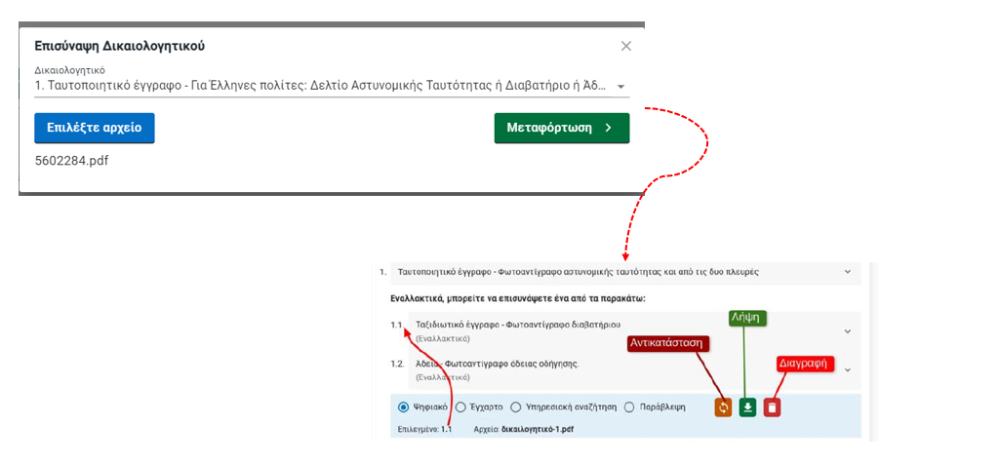 Επισύναψη Δικαιολογητικού
Δικαιολογητικό
1. Ταυτοποιητικό έγγραφο - Για Έλληνες πολίτες: Δελτίο Αστυνομικής Ταυτότητας ή Διαβατήριο ή Άδ...
Επιλέξτε αρχείο
Μεταφόρτωση
5602284.pdf
1. Ταυτοποιητικό έγγραφο - Φωτοαντίγραφο αστυνομικής ταυτότητας και από τις δυο πλευρές
Εναλλακτικά, μπορείτε να επισυνάψετε ένα από τα παρακάτω:
Λήψη
1.1. Ταξιδιωτικό έγγραφο - Φωτοαντίγραφο διαβατηρίου
(Εναλλακτικό)
Αντικατάσταση
1.2. Άδεια - Φωτοαντίγραφο άδειας οδήγησης.
(Εναλλακτικό)
Διαγραφή
Ψηφιακό Έγχαρτο Υπηρεσιακή αναζήτηση Παράβλεψη
Επιλεγμένο: 1.1 Αρχείο: δικαιλογητικό-1.pdf